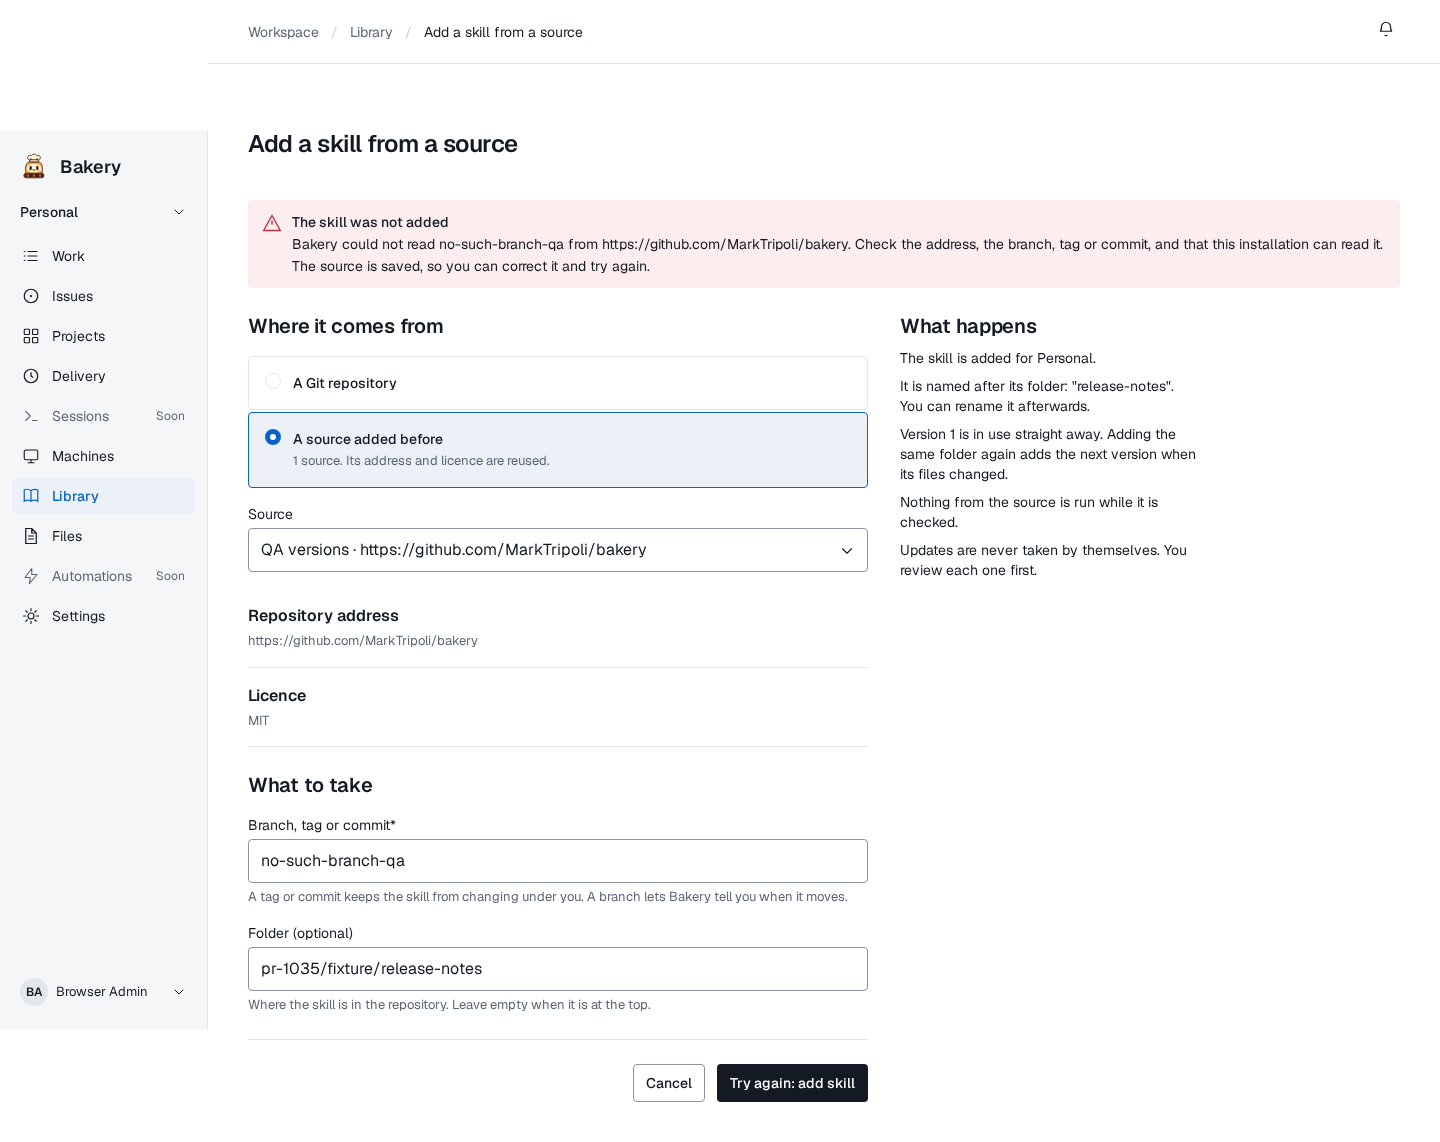 Workspace / Library / Add a skill from a source
Bakery
Personal
Work
Issues
Projects
Delivery
Sessions Soon
Machines
Library
Files
Automations Soon
Settings
BA Browser Admin
Add a skill from a source
The skill was not added
Bakery could not read no-such-branch-qa from https://github.com/MarkTripoli/bakery. Check the address, the branch, tag or commit, and that this installation can read it.
The source is saved, so you can correct it and try again.
Where it comes from
A Git repository
A source added before
1 source. Its address and licence are reused.
Source
QA versions · https://github.com/MarkTripoli/bakery
Repository address
https://github.com/MarkTripoli/bakery
Licence
MIT
What to take
Branch, tag or commit*
no-such-branch-qa
A tag or commit keeps the skill from changing under you. A branch lets Bakery tell you when it moves.
Folder (optional)
pr-1035/fixture/release-notes
Where the skill is in the repository. Leave empty when it is at the top.
Cancel
Try again: add skill
What happens
The skill is added for Personal.
It is named after its folder: "release-notes".
You can rename it afterwards.
Version 1 is in use straight away. Adding the
same folder again adds the next version when
its files changed.
Nothing from the source is run while it is
checked.
Updates are never taken by themselves. You
review each one first.